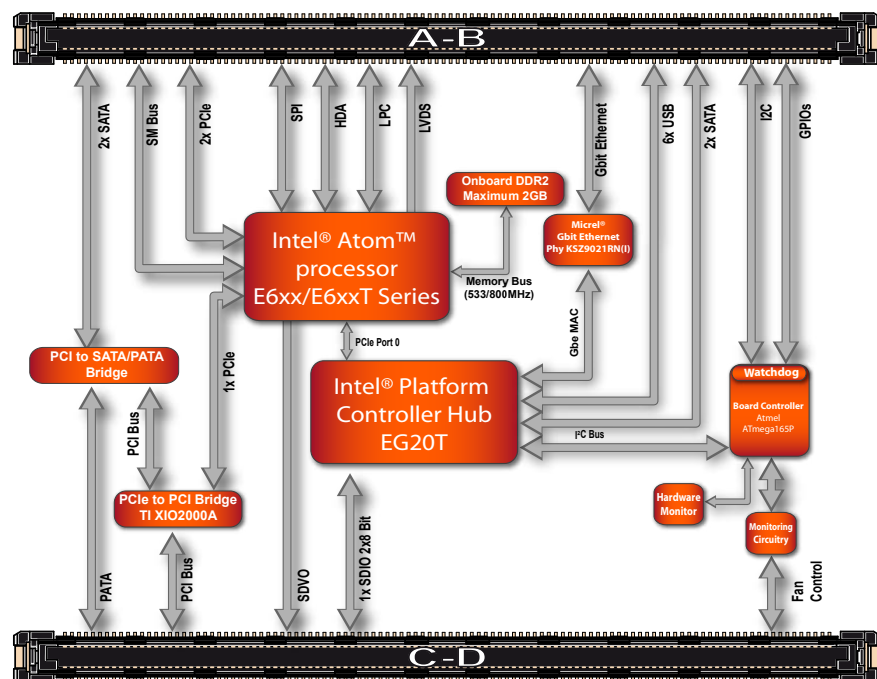 A-B
2x SATA
SM Bus
2x PCIe
SPI
HDA
LPC
LVDS
Gbit Ethernet
6x USB
2x SATA
I2C
GPIOs
Onboard DDR2
Maximum 2GB
Intel® Atom™
processor
E6xx/E6xxT Series
Micrel®
Gbit Ethernet
Phy KSZ9021RN(I)
Memory Bus
(533/800MHz)
PCIe Port 0
Gbe MAC
PCI to SATA/PATA
Bridge
1x PCIe
Intel® Platform
Controller Hub
EG20T
Watchdog
Board Controller
Atmel
ATmega165P
I²C Bus
PCI Bus
PCIe to PCI Bridge
TI XIO2000A
Hardware
Monitor
Monitoring
Circuitry
PATA
PCI Bus
SDVO
1x SDIO 2x8 Bit
Fan
Control
C-D